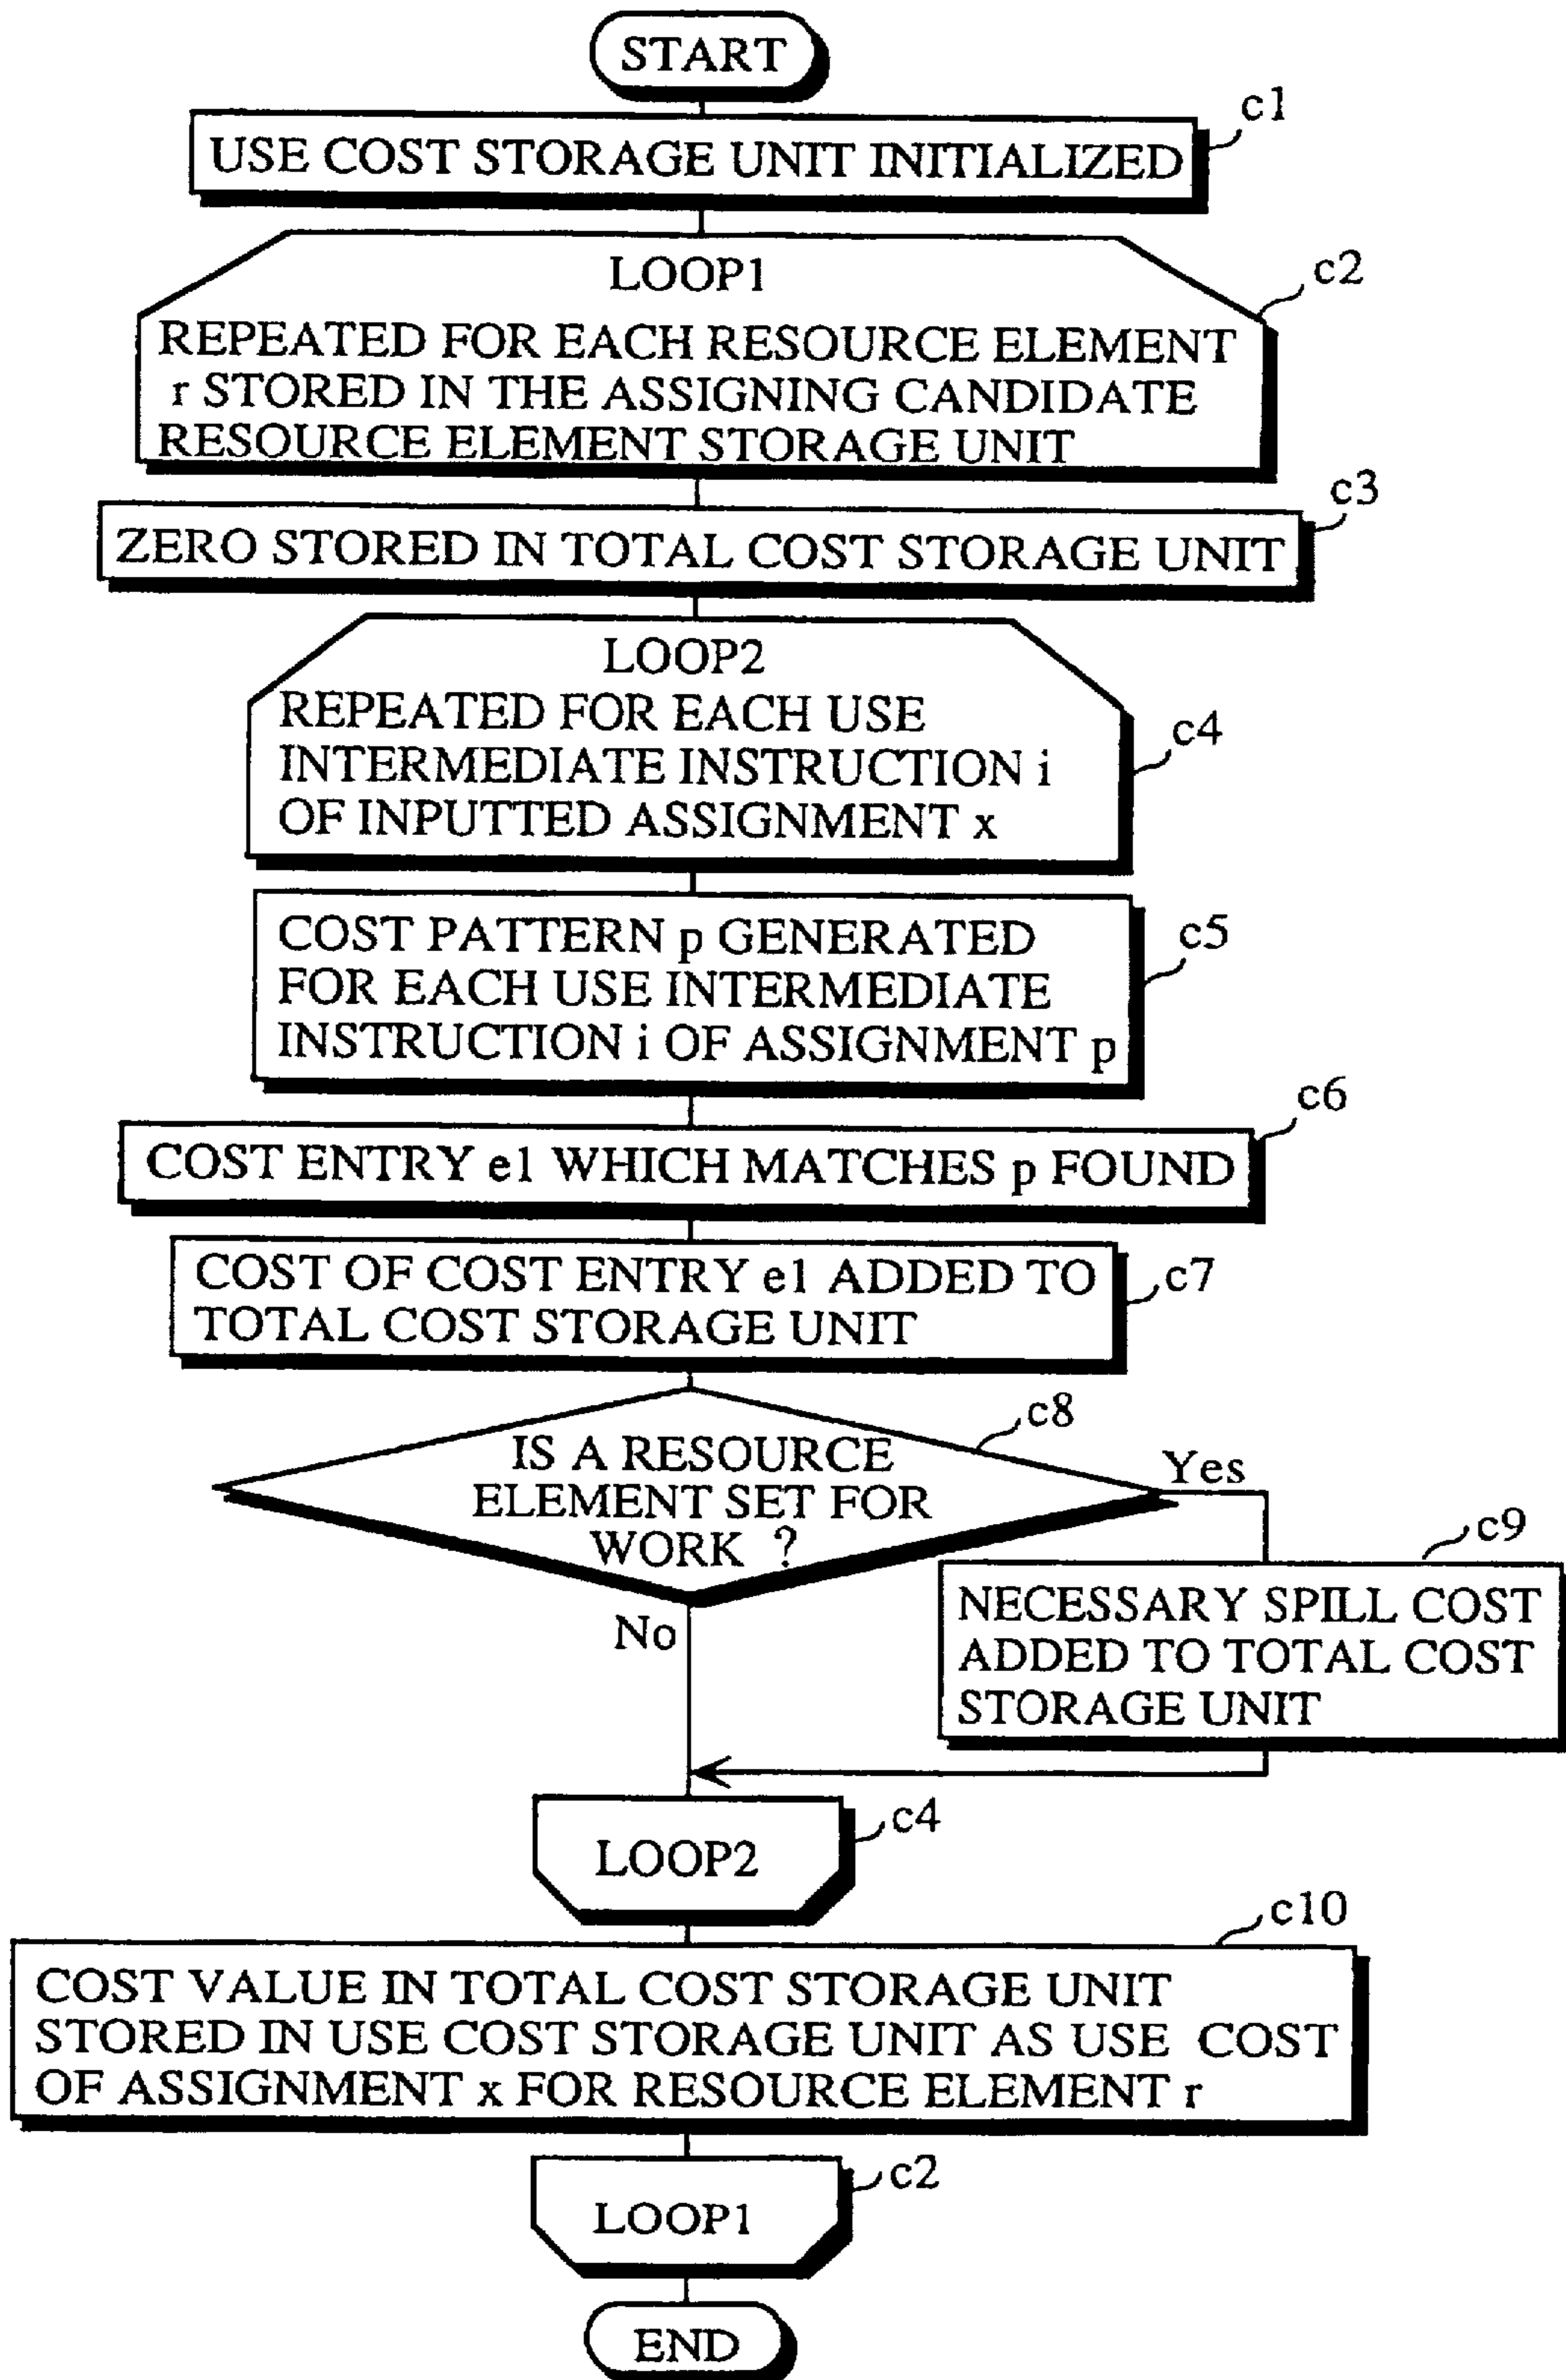 START
c1
USE COST STORAGE UNIT INITIALIZED
LOOP1
c2
REPEATED FOR EACH RESOURCE ELEMENT
r STORED IN THE ASSIGNING CANDIDATE
RESOURCE ELEMENT STORAGE UNIT
c3
ZERO STORED IN TOTAL COST STORAGE UNIT
LOOP2
REPEATED FOR EACH USE
INTERMEDIATE INSTRUCTION i
OF INPUTTED ASSIGNMENT x
c4
COST PATTERN p GENERATED
FOR EACH USE INTERMEDIATE
INSTRUCTION i OF ASSIGNMENT p
c5
c6
COST ENTRY e1 WHICH MATCHES p FOUND
COST OF COST ENTRY e1 ADDED TO
TOTAL COST STORAGE UNIT
c7
c8
IS A RESOURCE
ELEMENT SET FOR
WORK ?
Yes
No
c9
NECESSARY SPILL COST
ADDED TO TOTAL COST
STORAGE UNIT
c4
LOOP2
c10
COST VALUE IN TOTAL COST STORAGE UNIT
STORED IN USE COST STORAGE UNIT AS USE COST
OF ASSIGNMENT x FOR RESOURCE ELEMENT r
c2
LOOP1
END